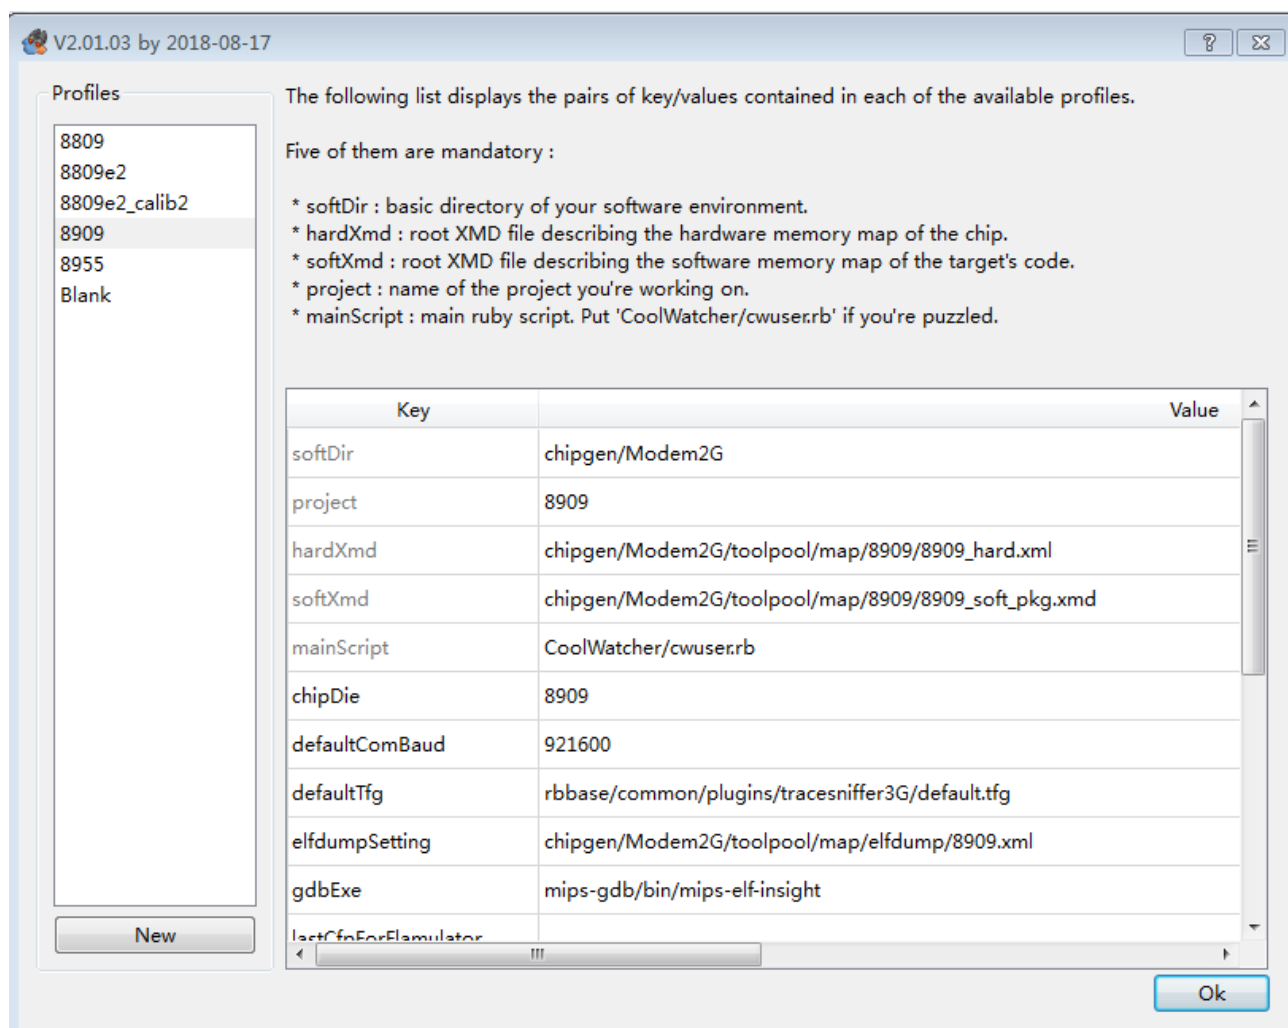 V2.01.03 by 2018-08-17
Profiles
8809
8809e2
8809e2_calib2
8909
8955
Blank
New
The following list displays the pairs of key/values contained in each of the available profiles.
Five of them are mandatory :
* softDir : basic directory of your software environment.
* hardXmd : root XMD file describing the hardware memory map of the chip.
* softXmd : root XMD file describing the software memory map of the target's code.
* project : name of the project you're working on.
* mainScript : main ruby script. Put 'CoolWatcher/cwuser.rb' if you're puzzled.
Key Value
softDir chipgen/Modem2G
project 8909
hardXmd chipgen/Modem2G/toolpool/map/8909/8909_hard.xml
softXmd chipgen/Modem2G/toolpool/map/8909/8909_soft_pkg.xmd
mainScript CoolWatcher/cwuser.rb
chipDie 8909
defaultComBaud 921600
defaultTfg rbbase/common/plugins/tracesniffer3G/default.tfg
elfdumpSetting chipgen/Modem2G/toolpool/map/elfdump/8909.xml
gdbExe mips-gdb/bin/mips-elf-insight
lastCfpForFlamulator
Ok